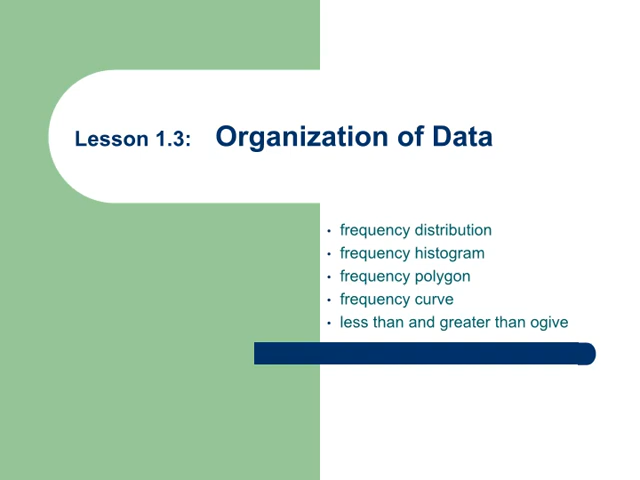 Lesson 1.3: Organization of Data
• frequency distribution
• frequency histogram
• frequency polygon
• frequency curve
• less than and greater than ogive